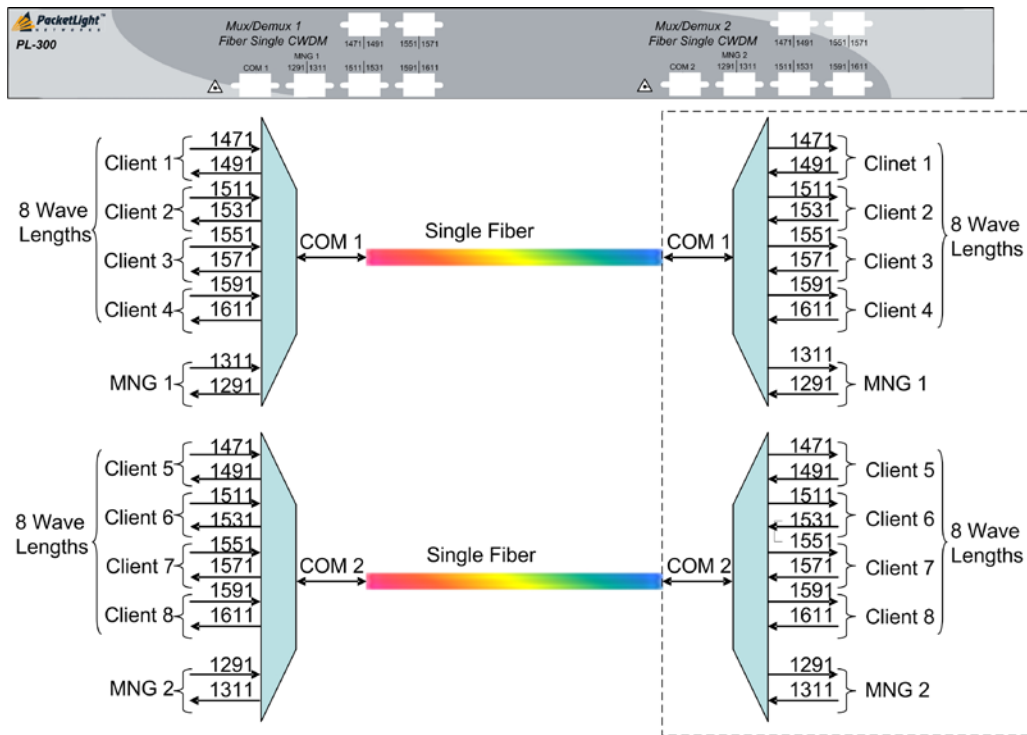 PacketLight™
NETWORKS
PL-300
Mux/Demux 1
Fiber Single CWDM
1471|1491 1551|1571
MNG 1
COM 1 1291|1311 1511|1531 1591|1611
Mux/Demux 2
Fiber Single CWDM
1471|1491 1551|1571
MNG 2
COM 2 1291|1311 1511|1531 1591|1611
8 Wave
Lengths
Client 1
1471
1491
Client 2
1511
1531
Client 3
1551
1571
Client 4
1591
1611
MNG 1
1311
1291
COM 1
Single Fiber
COM 1
1471
1491
Clinet 1
1511
1531
Client 2
1551
1571
Client 3
1591
1611
Client 4
8 Wave
Lengths
1311
1291
MNG 1
8 Wave
Lengths
Client 5
1471
1491
Client 6
1511
1531
Client 7
1551
1571
Client 8
1591
1611
MNG 2
1291
1311
COM 2
Single Fiber
COM 2
1471
1491
Client 5
1511
1531
Client 6
1551
1571
Client 7
1591
1611
Client 8
8 Wave
Lengths
1291
1311
MNG 2